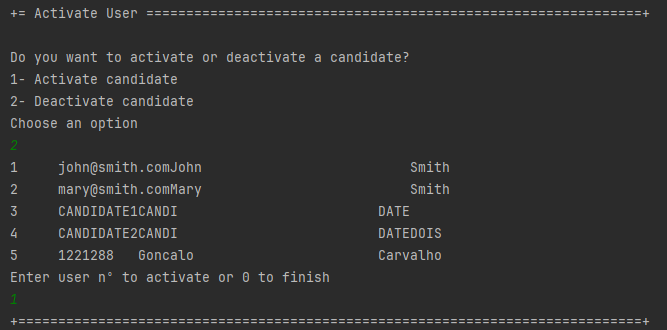 += Activate User ==============================================================+
Do you want to activate or deactivate a candidate?
1- Activate candidate
2- Deactivate candidate
Choose an option
2
1     john@smith.comJohn                          Smith
2     mary@smith.comMary                          Smith
3     CANDIDATE1CANDI                         DATE
4     CANDIDATE2CANDI                         DATEDOIS
5     1221288   Goncalo                       Carvalho
Enter user n° to activate or 0 to finish
1
+==============================================================================+